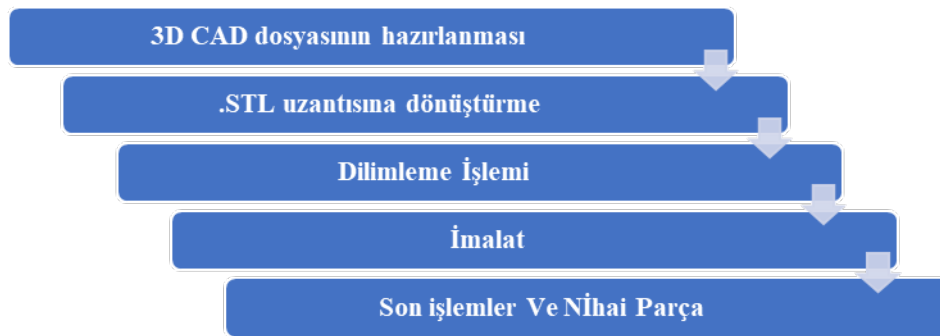 3D CAD dosyasının hazırlanması
.STL uzantısına dönüştürme
Dilimleme İşlemi
İmalat
Son işlemler Ve Nİhai Parça